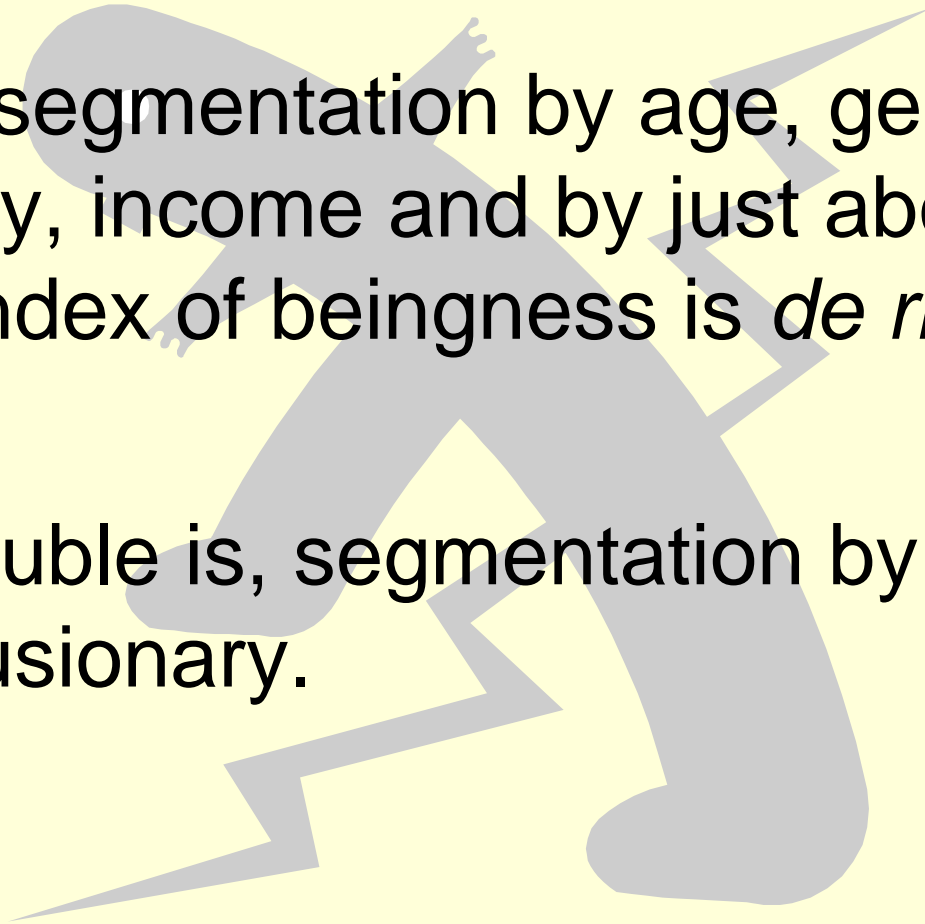 segmentation by age, ge
y, income and by just ab
ndex of beingness is de r
uble is, segmentation by
usionary.